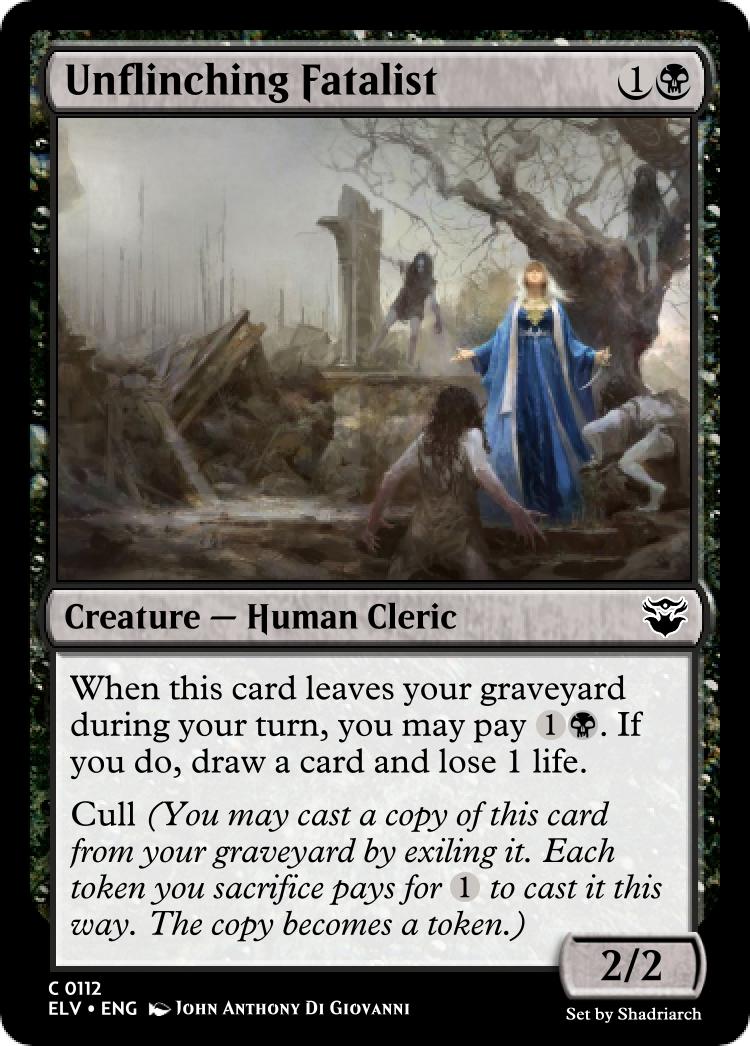 Unflinching Fatalist 1
Creature — Human Cleric
When this card leaves your graveyard
during your turn, you may pay 1. If
you do, draw a card and lose 1 life.
Cull (You may cast a copy of this card
from your graveyard by exiling it. Each
token you sacrifice pays for 1 to cast it this
way. The copy becomes a token.)
2/2
C 0112
ELV • ENG John Anthony Di Giovanni
Set by Shadriarch